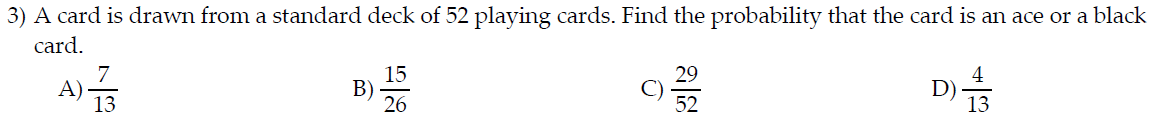 3) A card is drawn from a standard deck of 52 playing cards. Find the probability that the card is an ace or a black
card.
A) 7/13 B) 15/26 C) 29/52 D) 4/13